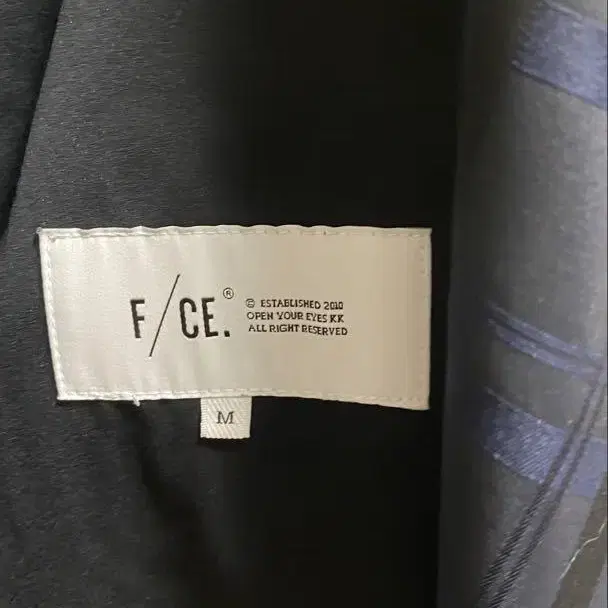 F/CE.®
© ESTABLISHED 2010
OPEN YOUR EYES KK
ALL RIGHT RESERVED
M